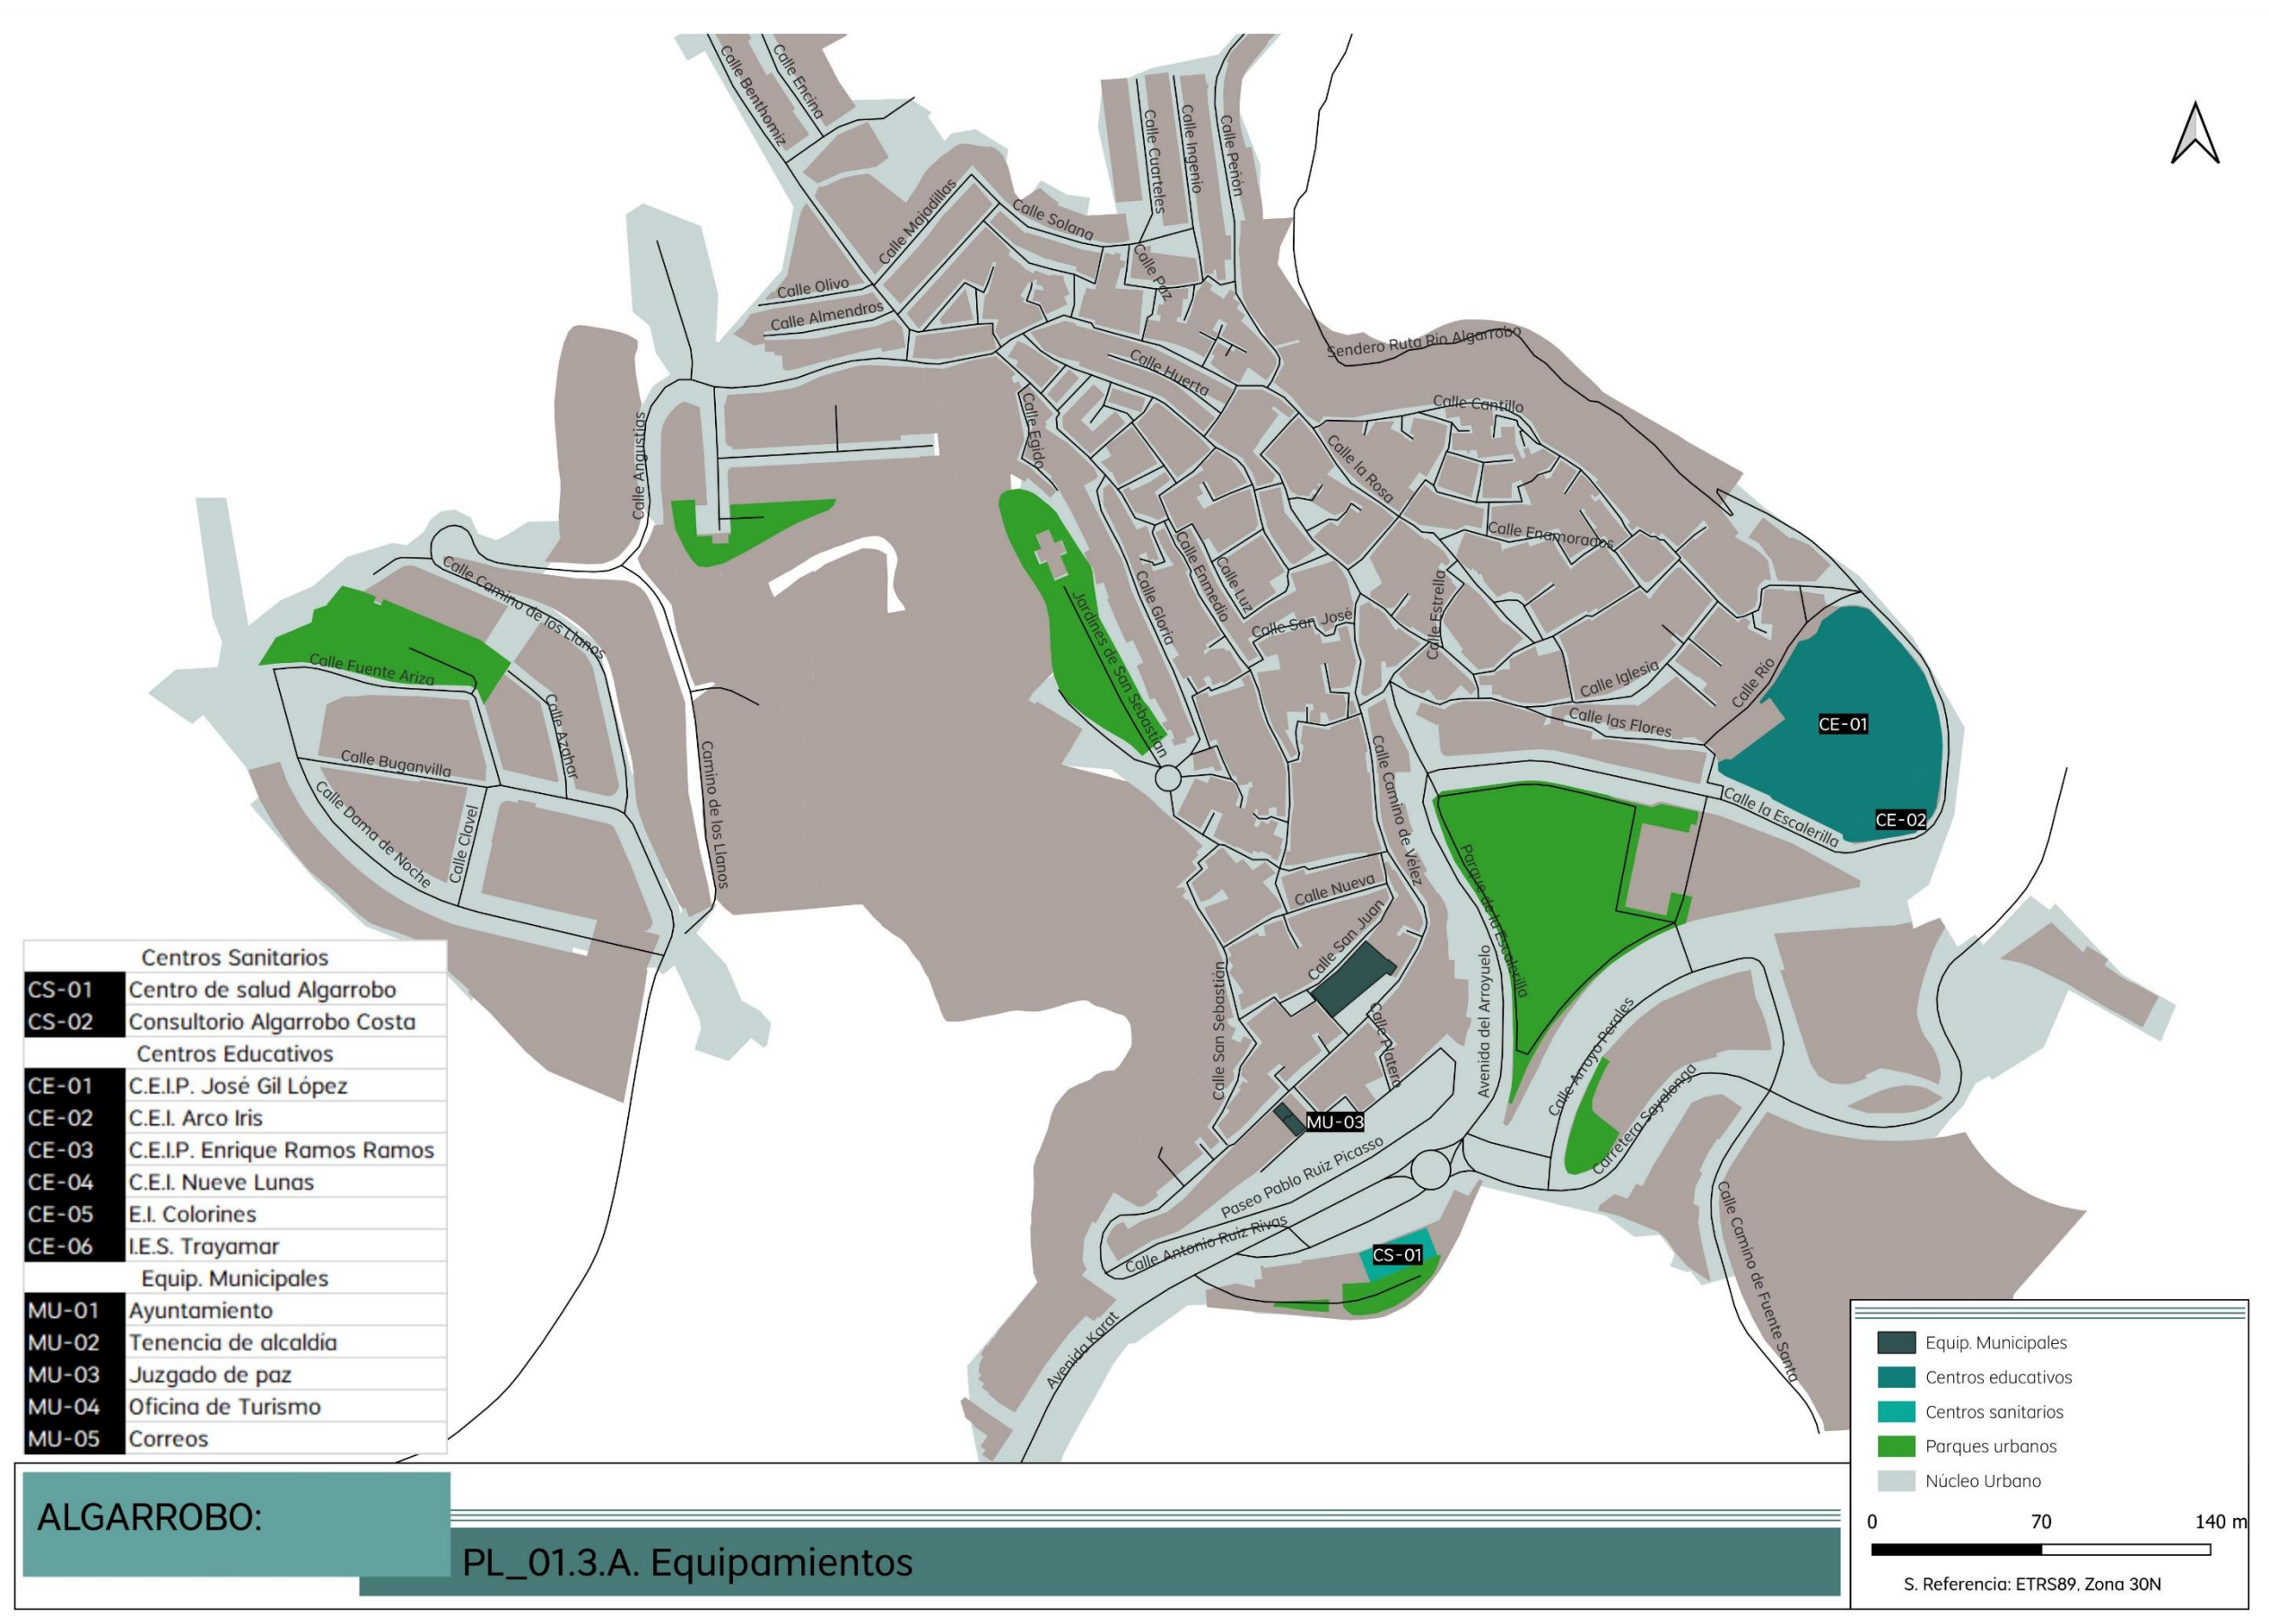 Calle Benthomiz
Calle Encina
Calle Cuarteles
Calle Ingenio
Calle Peñón
Calle Majadillas
Calle Solana
Calle Paz
Calle Olivo
Calle Almendros
Sendero Ruta Rio Algarrobo
Calle Huerta
Calle Cantillo
Calle Egido
Calle Angustias
Calle la Rosa
Calle Enamorados
Calle Camino de los Llanos
Calle Enmedio
Calle Luz
Calle Gloria
Calle Estrella
Calle San José
Jardines de San Sebastian
Calle Fuente Ariza
Calle Azahar
Calle Iglesia
Calle Río
Calle las Flores
CE-01
Calle Buganvilla
Camino de los Llanos
Calle Camino de Vélez
Calle Dama de Noche
Calle Clavel
Calle la Escalerilla
CE-02
Parque de la Escalerilla
Calle Nueva
Calle San Juan
Calle San Sebastián
Avenida del Arroyuelo
Calle Platero
Calle Arroyo Perales
Carretera Sayalonga
MU-03
Paseo Pablo Ruiz Picasso
Calle Antonio Ruiz Rivas
CS-01
Calle Camino de Fuente Santa
Avenida Karat
Centros Sanitarios
CS-01 Centro de salud Algarrobo
CS-02 Consultorio Algarrobo Costa
Centros Educativos
CE-01 C.E.I.P. José Gil López
CE-02 C.E.I. Arco Iris
CE-03 C.E.I.P. Enrique Ramos Ramos
CE-04 C.E.I. Nueve Lunas
CE-05 E.I. Colorines
CE-06 I.E.S. Trayamar
Equip. Municipales
MU-01 Ayuntamiento
MU-02 Tenencia de alcaldía
MU-03 Juzgado de paz
MU-04 Oficina de Turismo
MU-05 Correos
Equip. Municipales
Centros educativos
Centros sanitarios
Parques urbanos
Núcleo Urbano
0 70 140 m
S. Referencia: ETRS89, Zona 30N
ALGARROBO:
PL_01.3.A. Equipamientos